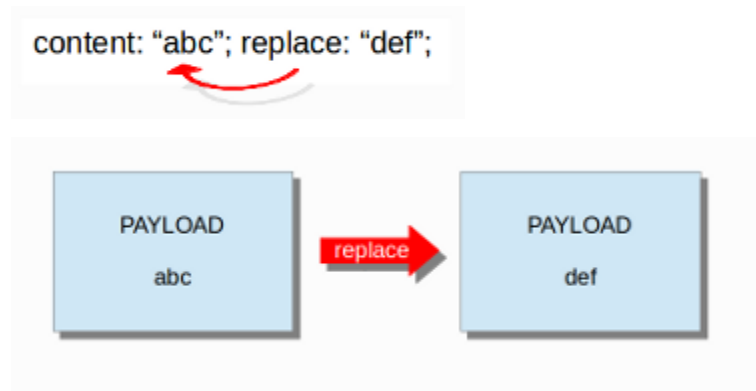 content: “abc”; replace: “def”;
PAYLOAD
abc
replace
PAYLOAD
def